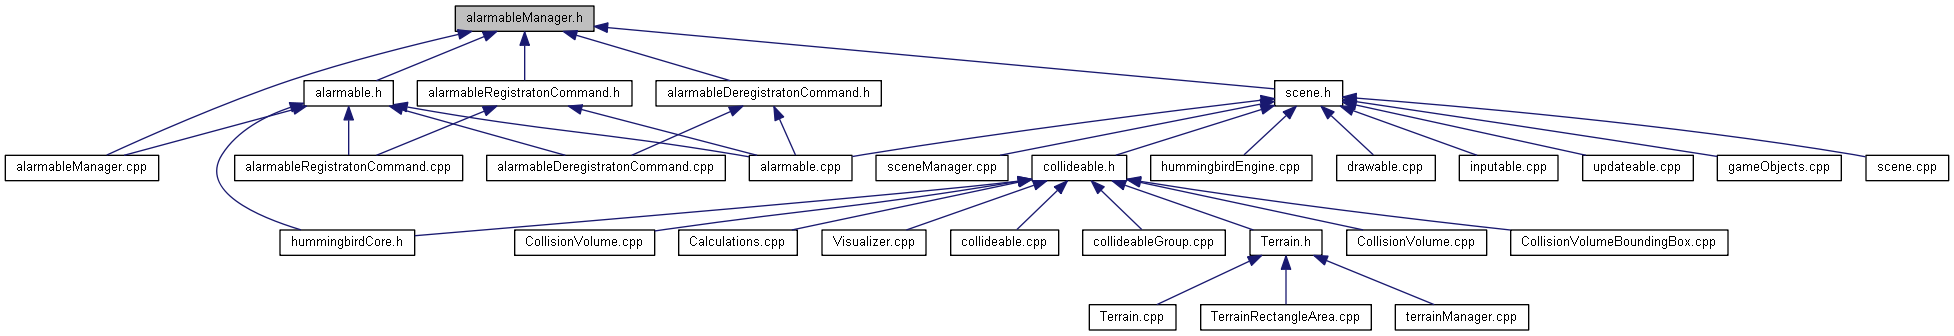 alarmableManager.h
alarmable.h
alarmableRegistratonCommand.h
alarmableDeregistratonCommand.h
scene.h
alarmableManager.cpp
alarmableRegistratonCommand.cpp
alarmableDeregistratonCommand.cpp
alarmable.cpp
sceneManager.cpp
collideable.h
hummingbirdEngine.cpp
drawable.cpp
inputable.cpp
updateable.cpp
gameObjects.cpp
scene.cpp
hummingbirdCore.h
CollisionVolume.cpp
Calculations.cpp
Visualizer.cpp
collideable.cpp
collideableGroup.cpp
Terrain.h
CollisionVolume.cpp
CollisionVolumeBoundingBox.cpp
Terrain.cpp
TerrainRectangleArea.cpp
terrainManager.cpp